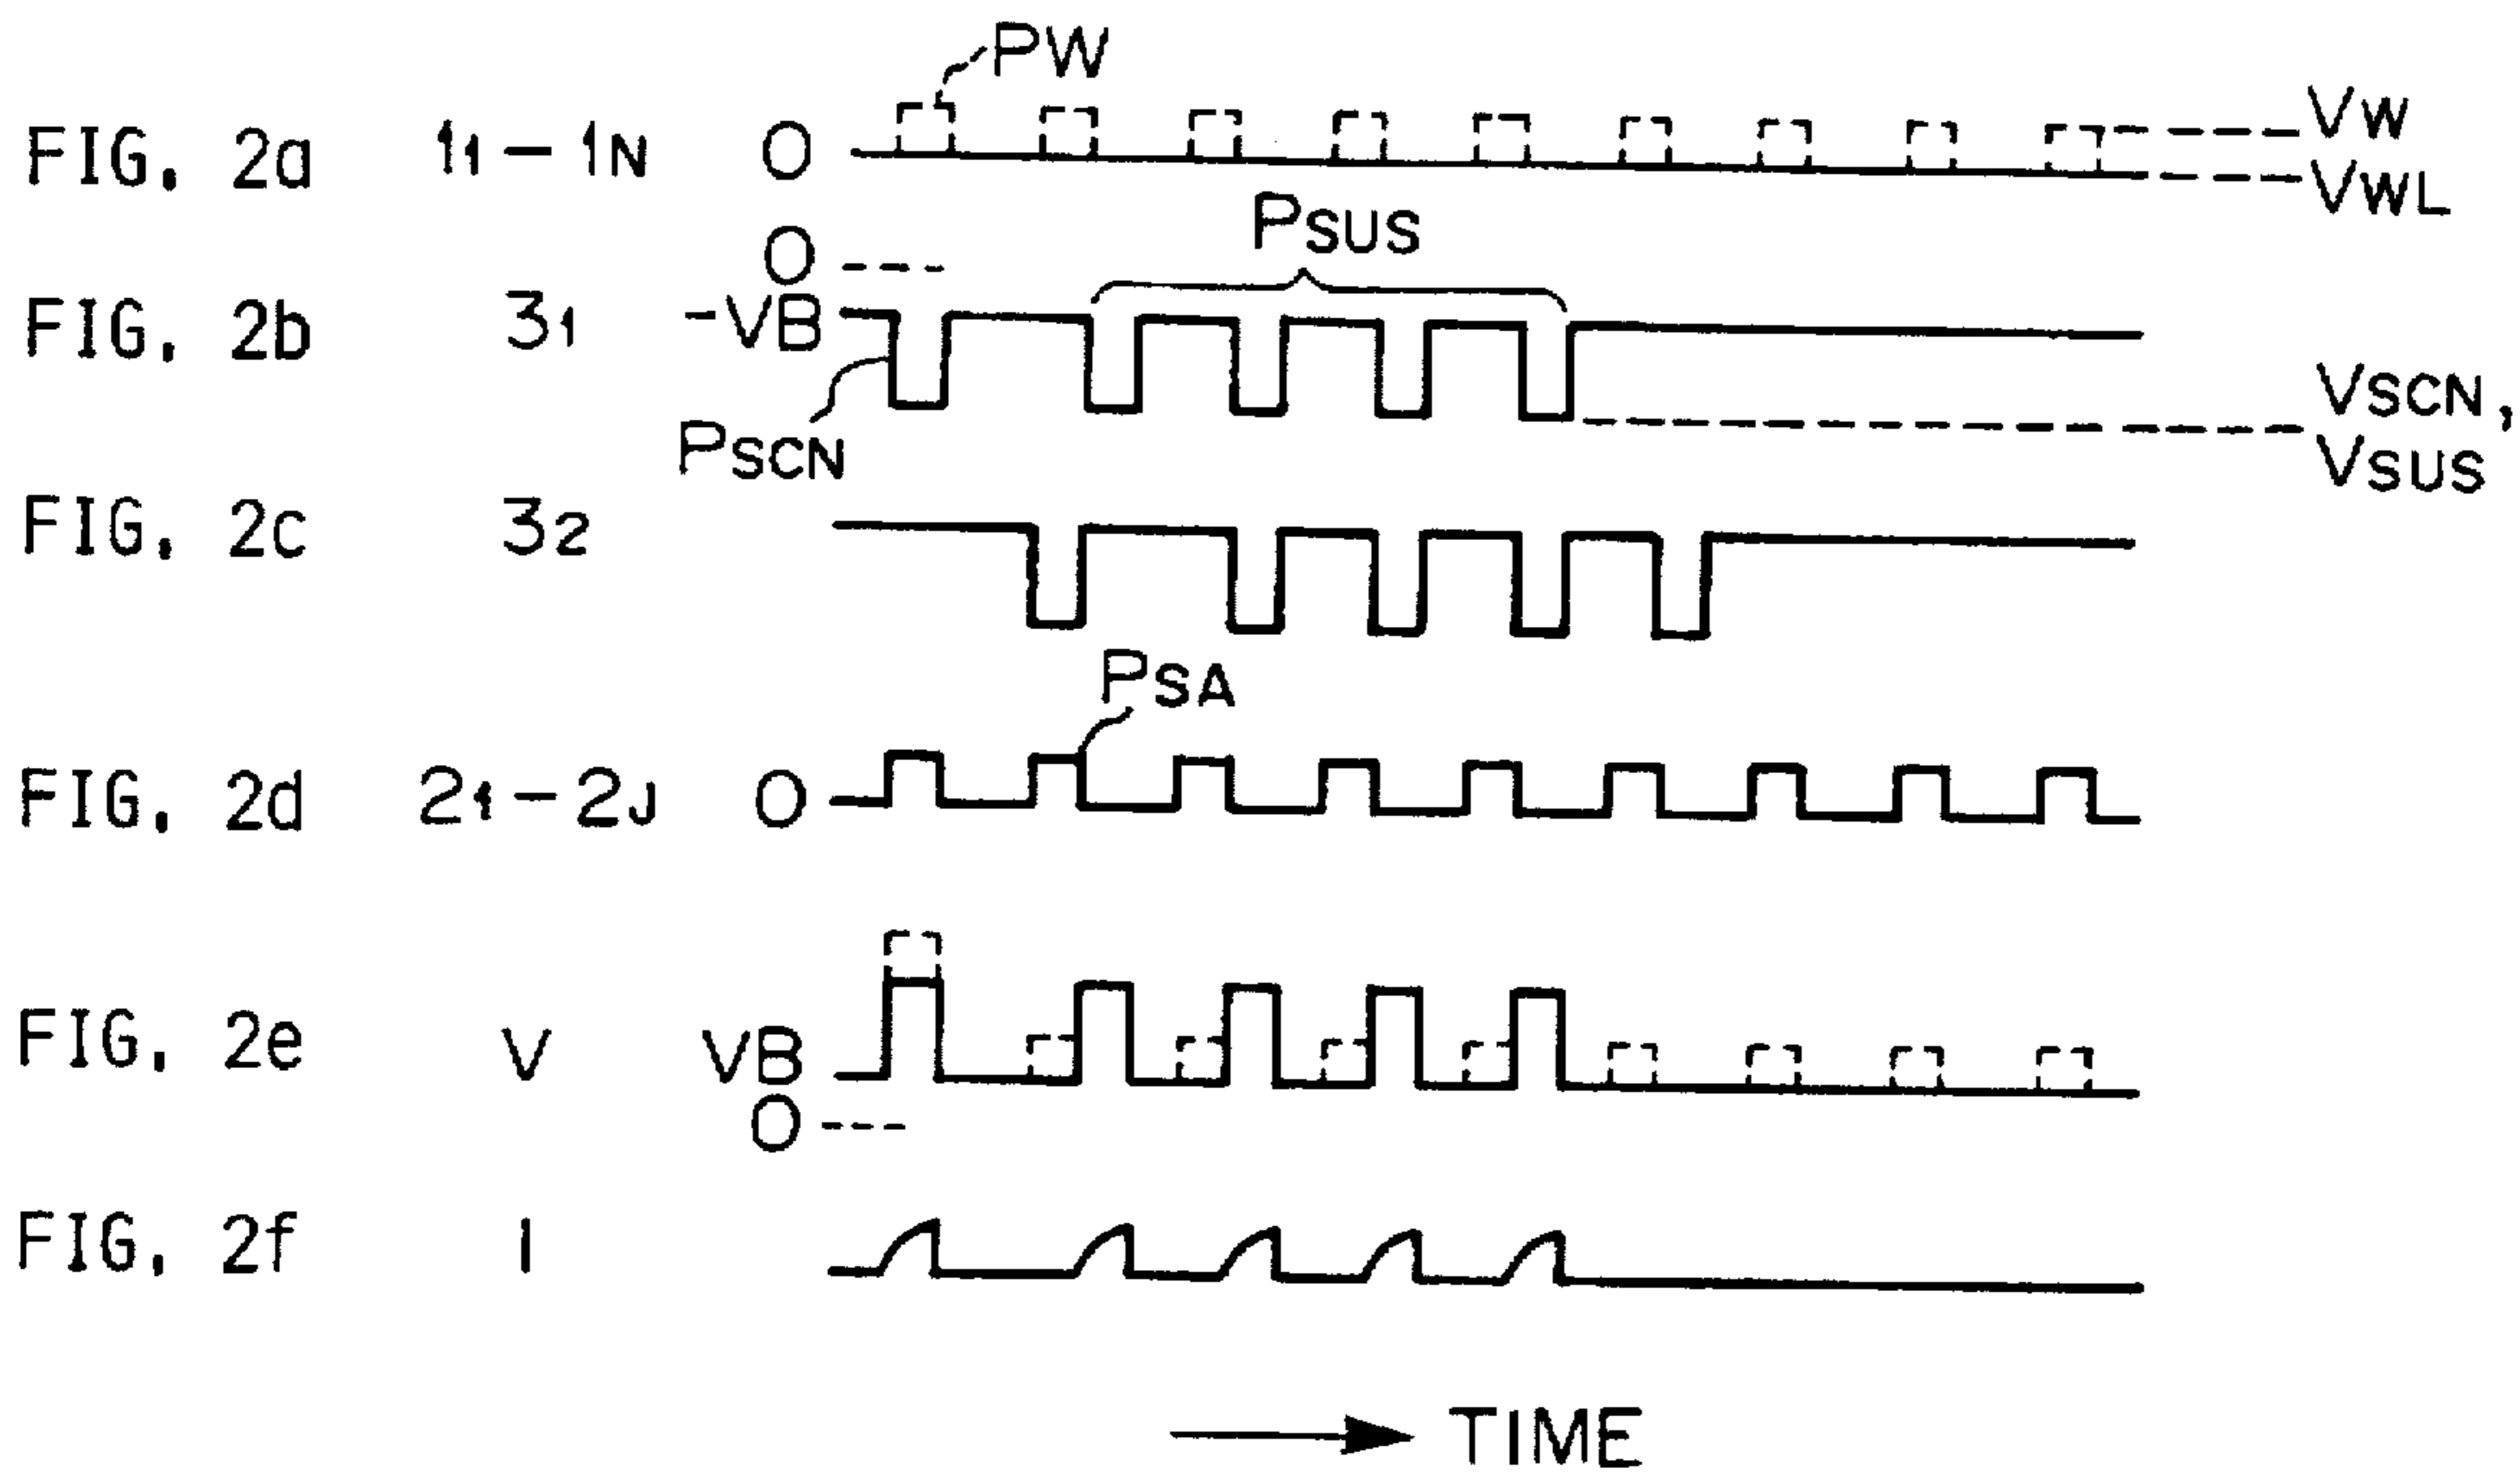 PW
FIG. 2a 11-1N 0 VW
VWL
PSUS
0
FIG. 2b 31 -VB
VSCN,
VSUS
PSCN
FIG. 2c 32
PSA
FIG. 2d 21-2J 0
FIG. 2e V VB
0
FIG. 2f I
TIME